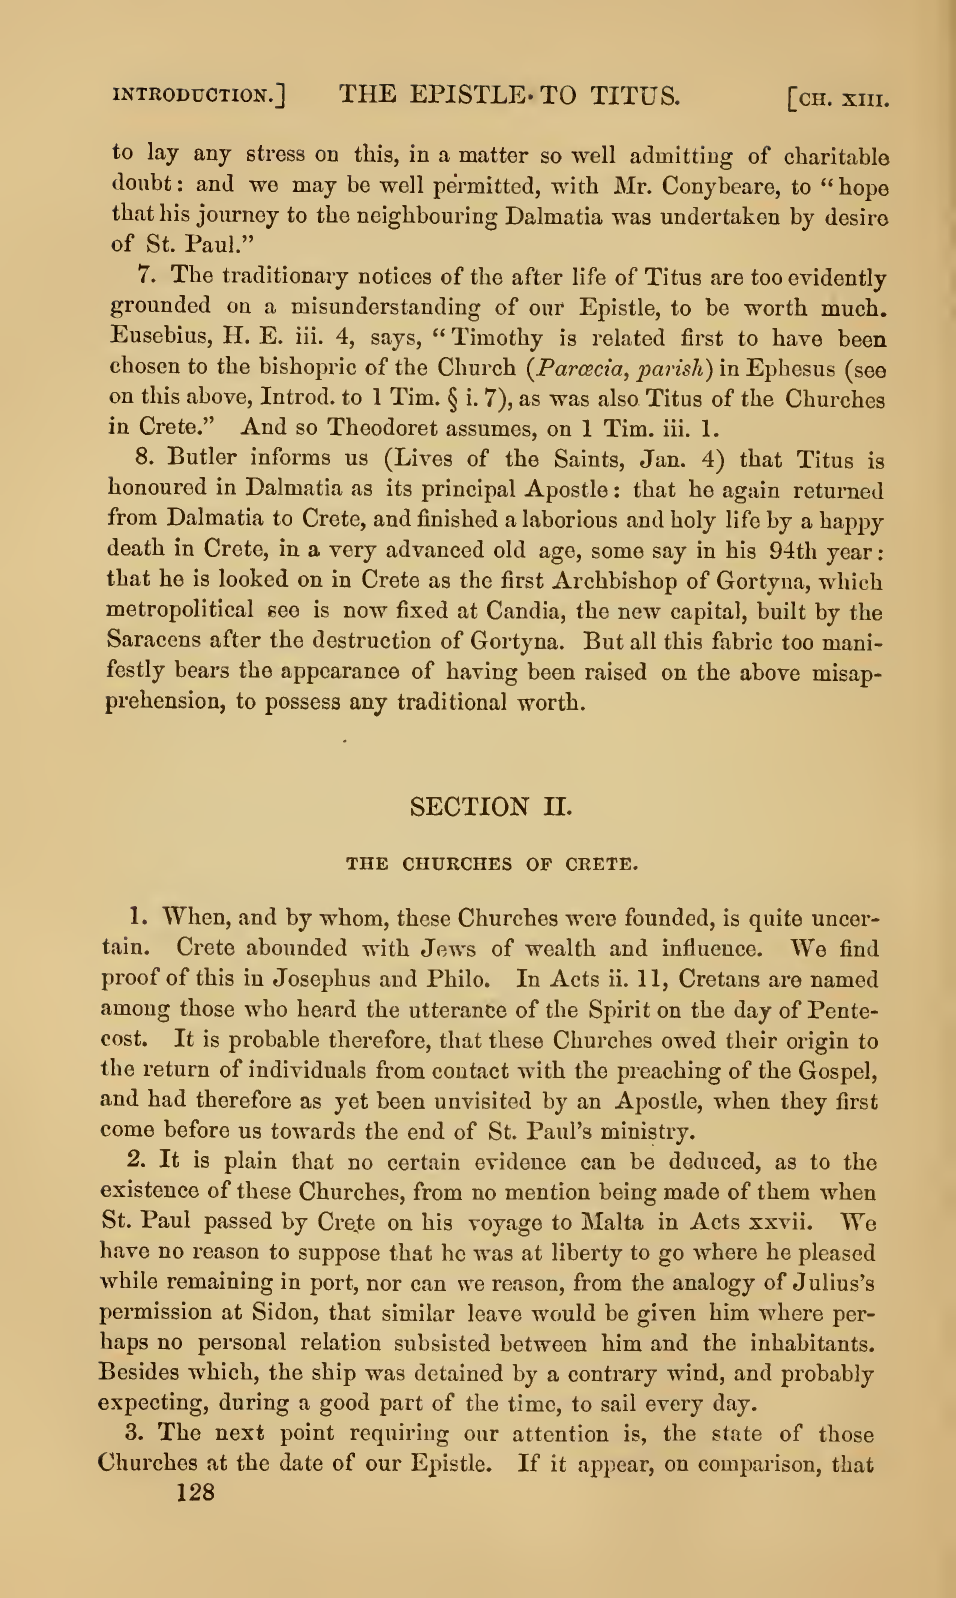 INTRODUCTION.] THE EPISTLE TO TITUS. [CH. XIII.
to lay any stress on this, in a matter so well admitting of charitable
doubt: and we may be well permitted, with Mr. Conybeare, to “hope
that his journey to the neighbouring Dalmatia was undertaken by desire
of St. Paul.”
7. The traditionary notices of the after life of Titus are too evidently
grounded on a misunderstanding of our Epistle, to be worth much.
Eusebius, H. E. iii. 4, says, “Timothy is related first to have been
chosen to the bishopric of the Church (Parœcia, parish) in Ephesus (see
on this above, Introd. to 1 Tim. § i. 7), as was also Titus of the Churches
in Crete.” And so Theodoret assumes, on 1 Tim. iii. 1.
8. Butler informs us (Lives of the Saints, Jan. 4) that Titus is
honoured in Dalmatia as its principal Apostle: that he again returned
from Dalmatia to Crete, and finished a laborious and holy life by a happy
death in Crete, in a very advanced old age, some say in his 94th year:
that he is looked on in Crete as the first Archbishop of Gortyna, which
metropolitical see is now fixed at Candia, the new capital, built by the
Saracens after the destruction of Gortyna. But all this fabric too mani-
festly bears the appearance of having been raised on the above misap-
prehension, to possess any traditional worth.
SECTION II.
THE CHURCHES OF CRETE.
1. When, and by whom, these Churches were founded, is quite uncer-
tain. Crete abounded with Jews of wealth and influence. We find
proof of this in Josephus and Philo. In Acts ii. 11, Cretans are named
among those who heard the utterance of the Spirit on the day of Pente-
cost. It is probable therefore, that these Churches owed their origin to
the return of individuals from contact with the preaching of the Gospel,
and had therefore as yet been unvisited by an Apostle, when they first
come before us towards the end of St. Paul’s ministry.
2. It is plain that no certain evidence can be deduced, as to the
existence of these Churches, from no mention being made of them when
St. Paul passed by Crete on his voyage to Malta in Acts xxvii. We
have no reason to suppose that he was at liberty to go where he pleased
while remaining in port, nor can we reason, from the analogy of Julius’s
permission at Sidon, that similar leave would be given him where per-
haps no personal relation subsisted between him and the inhabitants.
Besides which, the ship was detained by a contrary wind, and probably
expecting, during a good part of the time, to sail every day.
3. The next point requiring our attention is, the state of those
Churches at the date of our Epistle. If it appear, on comparison, that
128